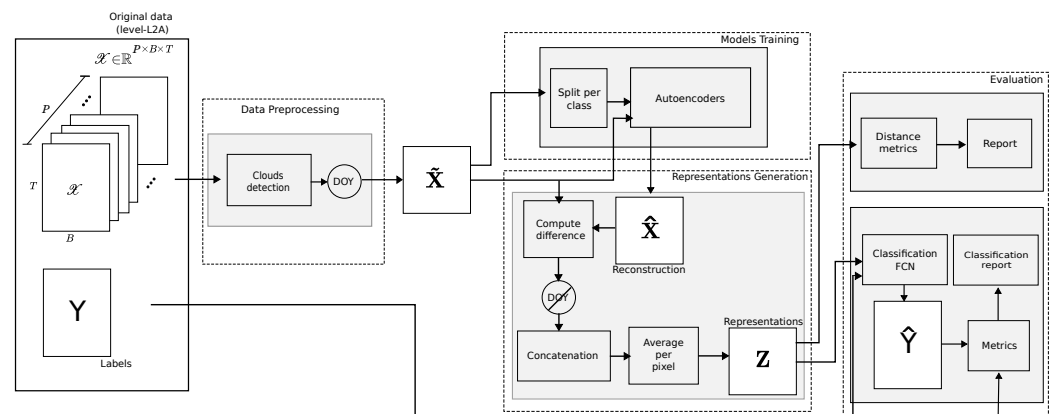 Original data
(level-L2A)
𝒳 ∈ ℝ^{P×B×T}
P
T
𝒳
B
Y
Labels
Data Preprocessing
Clouds
detection
DOY
X̃
Models Training
Split per
class
Autoencoders
Representations Generation
Compute
difference
X̂
Reconstruction
DOY
Concatenation
Average
per
pixel
Representations
Z
Evaluation
Distance
metrics
Report
Classification
FCN
Classification
report
Ŷ
Metrics